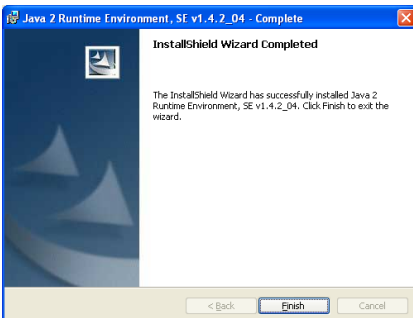 Java 2 Runtime Environment, SE v1.4.2_04 - Complete
InstallShield Wizard Completed
The InstallShield Wizard has successfully installed Java 2
Runtime Environment, SE v1.4.2_04. Click Finish to exit the
wizard.
< Back Finish Cancel